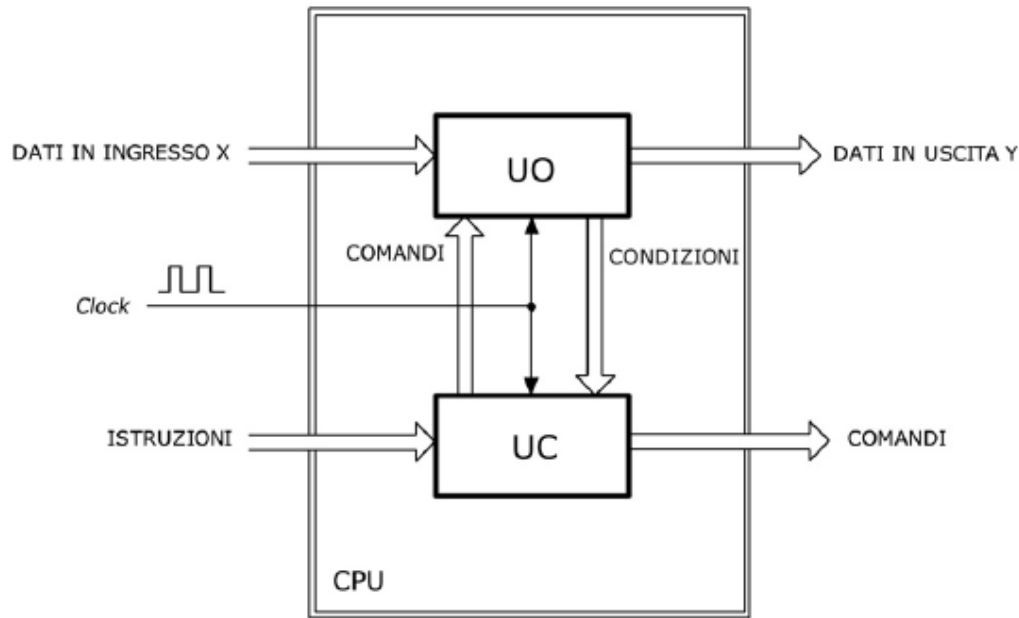 DATI IN INGRESSO X
UO
DATI IN USCITA Y
COMANDI
CONDIZIONI
Clock
ISTRUZIONI
UC
COMANDI
CPU